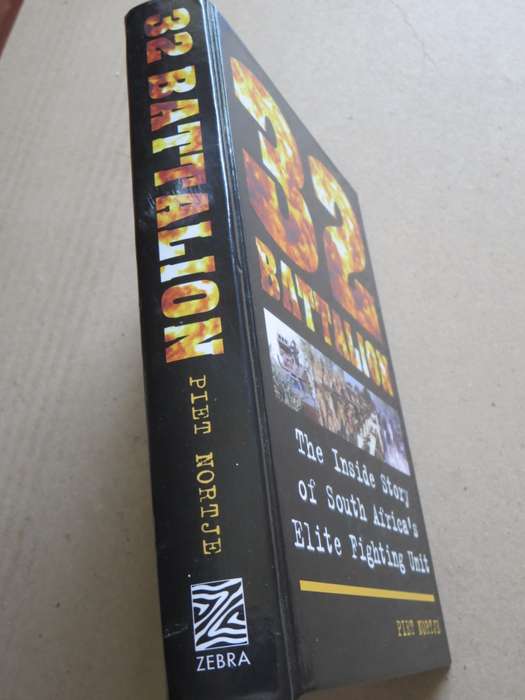 32 BATTALION
PIET NORTJE
ZEBRA
32
BATTALION
The Inside Story
of South Africa's
Elite Fighting Unit
PIET NORTJE